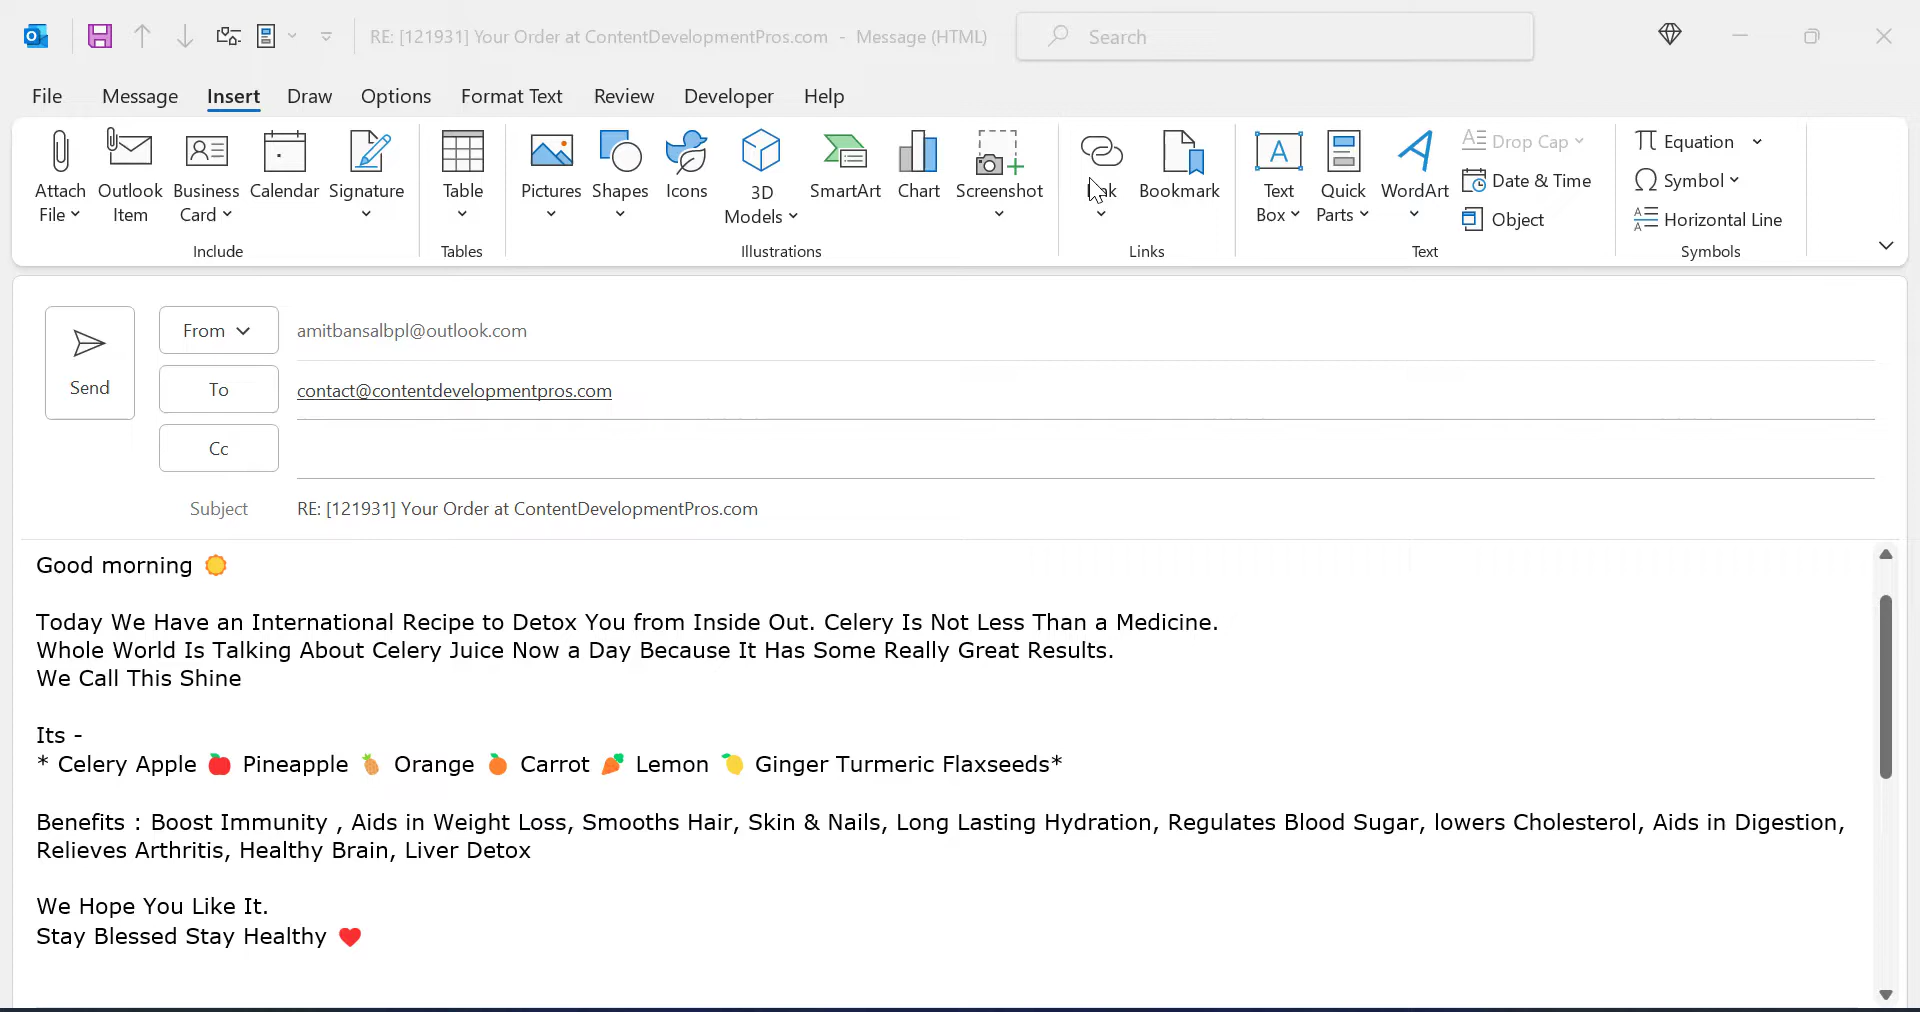 RE: [121931] Your Order at ContentDevelopmentPros.com - Message (HTML)
Search
File Message Insert Draw Options Format Text Review Developer Help
Attach File
Outlook Item
Business Card
Calendar
Signature
Include
Table
Tables
Pictures
Shapes
Icons
3D Models
SmartArt
Chart
Screenshot
Illustrations
Bookmark
Links
Text Box
Quick Parts
WordArt
Drop Cap
Date & Time
Object
Text
Equation
Symbol
Horizontal Line
Symbols
Send
From amitbansalbpl@outlook.com
To contact@contentdevelopmentpros.com
Cc
Subject RE: [121931] Your Order at ContentDevelopmentPros.com
Good morning 🌞
Today We Have an International Recipe to Detox You from Inside Out. Celery Is Not Less Than a Medicine.
Whole World Is Talking About Celery Juice Now a Day Because It Has Some Really Great Results.
We Call This Shine
Its -
* Celery Apple 🍎 Pineapple 🍍 Orange 🍊 Carrot 🥕 Lemon 🍋 Ginger Turmeric Flaxseeds*
Benefits : Boost Immunity , Aids in Weight Loss, Smooths Hair, Skin & Nails, Long Lasting Hydration, Regulates Blood Sugar, lowers Cholesterol, Aids in Digestion,
Relieves Arthritis, Healthy Brain, Liver Detox
We Hope You Like It.
Stay Blessed Stay Healthy ❤️